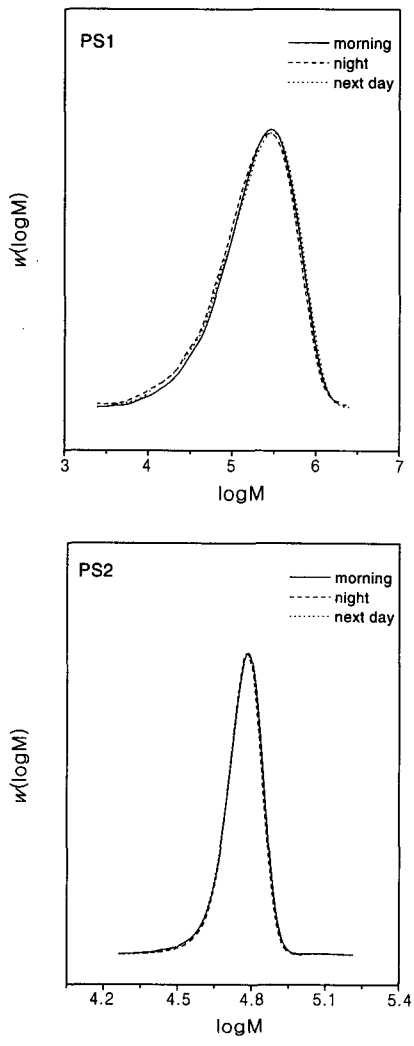 PS1
morning
night
next day
w(logM)
3 4 5 6 7
logM
PS2
morning
night
next day
w(logM)
4.2 4.5 4.8 5.1 5.4
logM